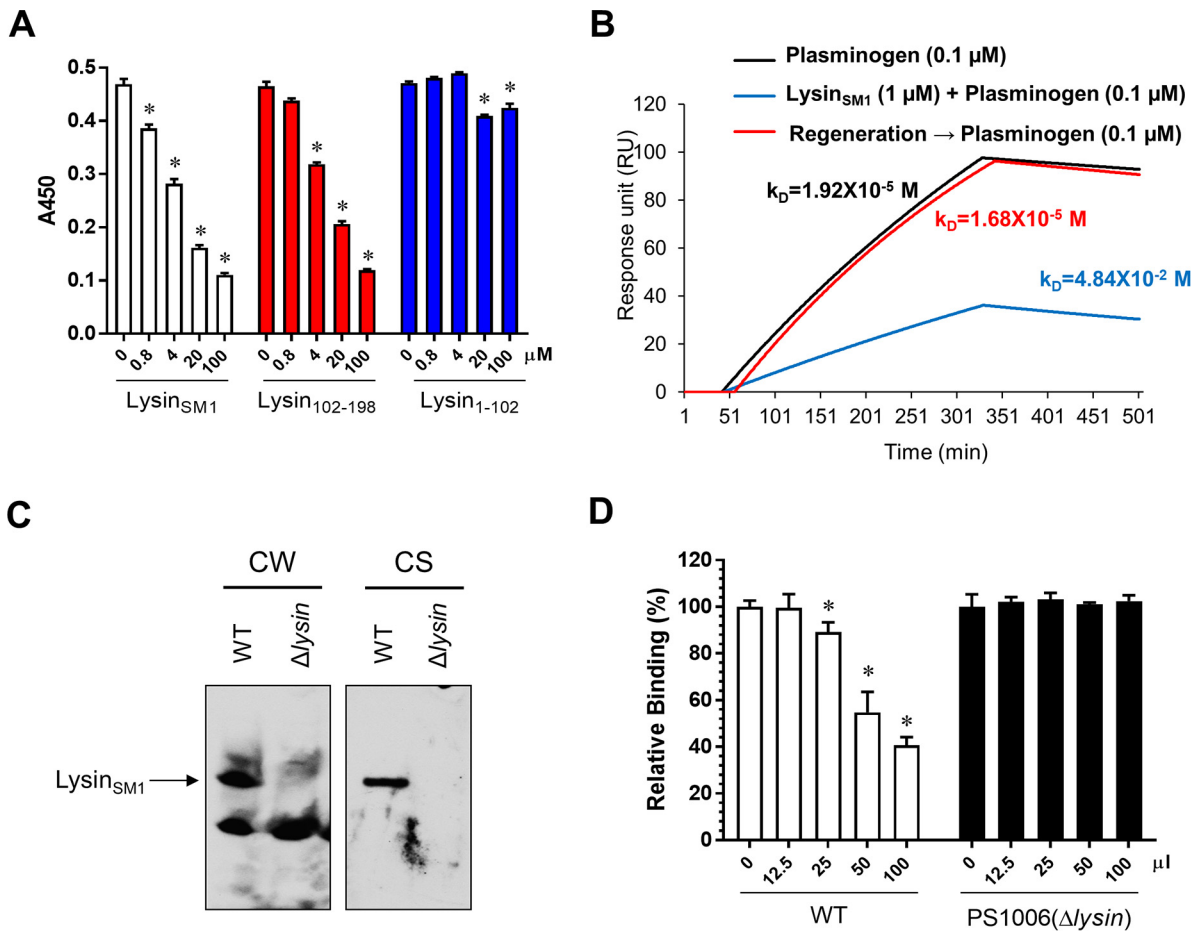 A
A450
0.5
0.4
0.3
0.2
0.1
0.0
* * * * * * * * *
0 0.8 4 20 100 0 0.8 4 20 100 0 0.8 4 20 100 μM
LysinSM1 Lysin102-198 Lysin1-102
B
Plasminogen (0.1 μM)
LysinSM1 (1 μM) + Plasminogen (0.1 μM)
Regeneration → Plasminogen (0.1 μM)
Response unit (RU)
120
100
80
60
40
20
0
kD=1.92X10-5 M
kD=1.68X10-5 M
kD=4.84X10-2 M
1 51 101 151 201 251 301 351 401 451 501
Time (min)
C
CW CS
WT Δlysin WT Δlysin
LysinSM1
D
Relative Binding (%)
120
100
80
60
40
20
0
* * *
0 12.5 25 50 100 0 12.5 25 50 100 μl
WT PS1006(Δlysin)